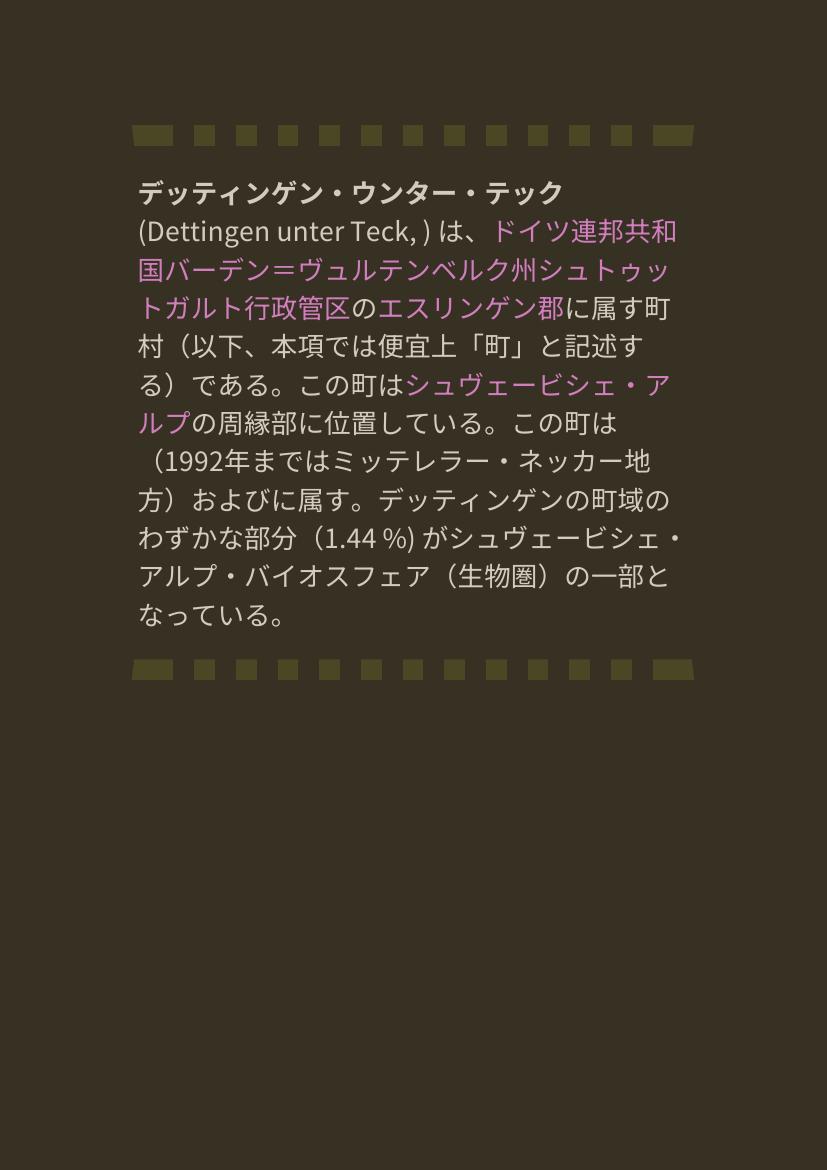 デッティンゲン・ウンター・テック
(Dettingen unter Teck, ) は、ドイツ連邦共和
国バーデン＝ヴュルテンベルク州シュトゥッ
トガルト行政管区のエスリンゲン郡に属す町
村（以下、本項では便宜上「町」と記述す
る）である。この町はシュヴェービシェ・ア
ルプの周縁部に位置している。この町は
（1992年まではミッテレラー・ネッカー地
方）およびに属す。デッティンゲンの町域の
わずかな部分（1.44 %) がシュヴェービシェ・
アルプ・バイオスフェア（生物圏）の一部と
なっている。